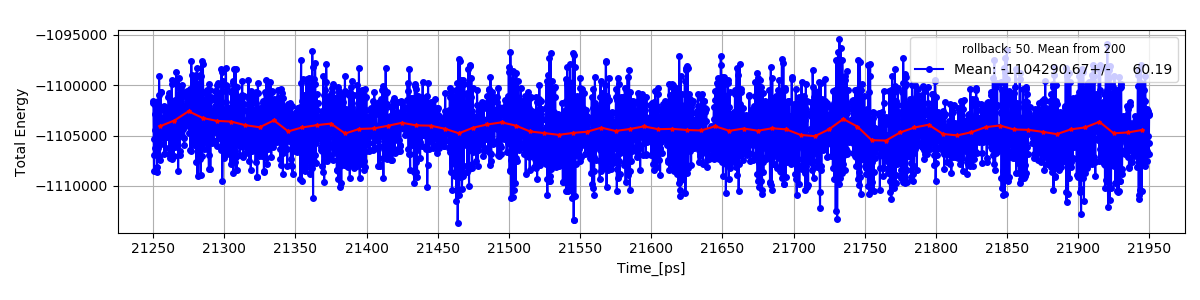 −1095000
−1100000
−1105000
−1110000
Total Energy
rollback: 50. Mean from 200
Mean: -1104290.67+/- 60.19
21250 21300 21350 21400 21450 21500 21550 21600 21650 21700 21750 21800 21850 21900 21950
Time_[ps]